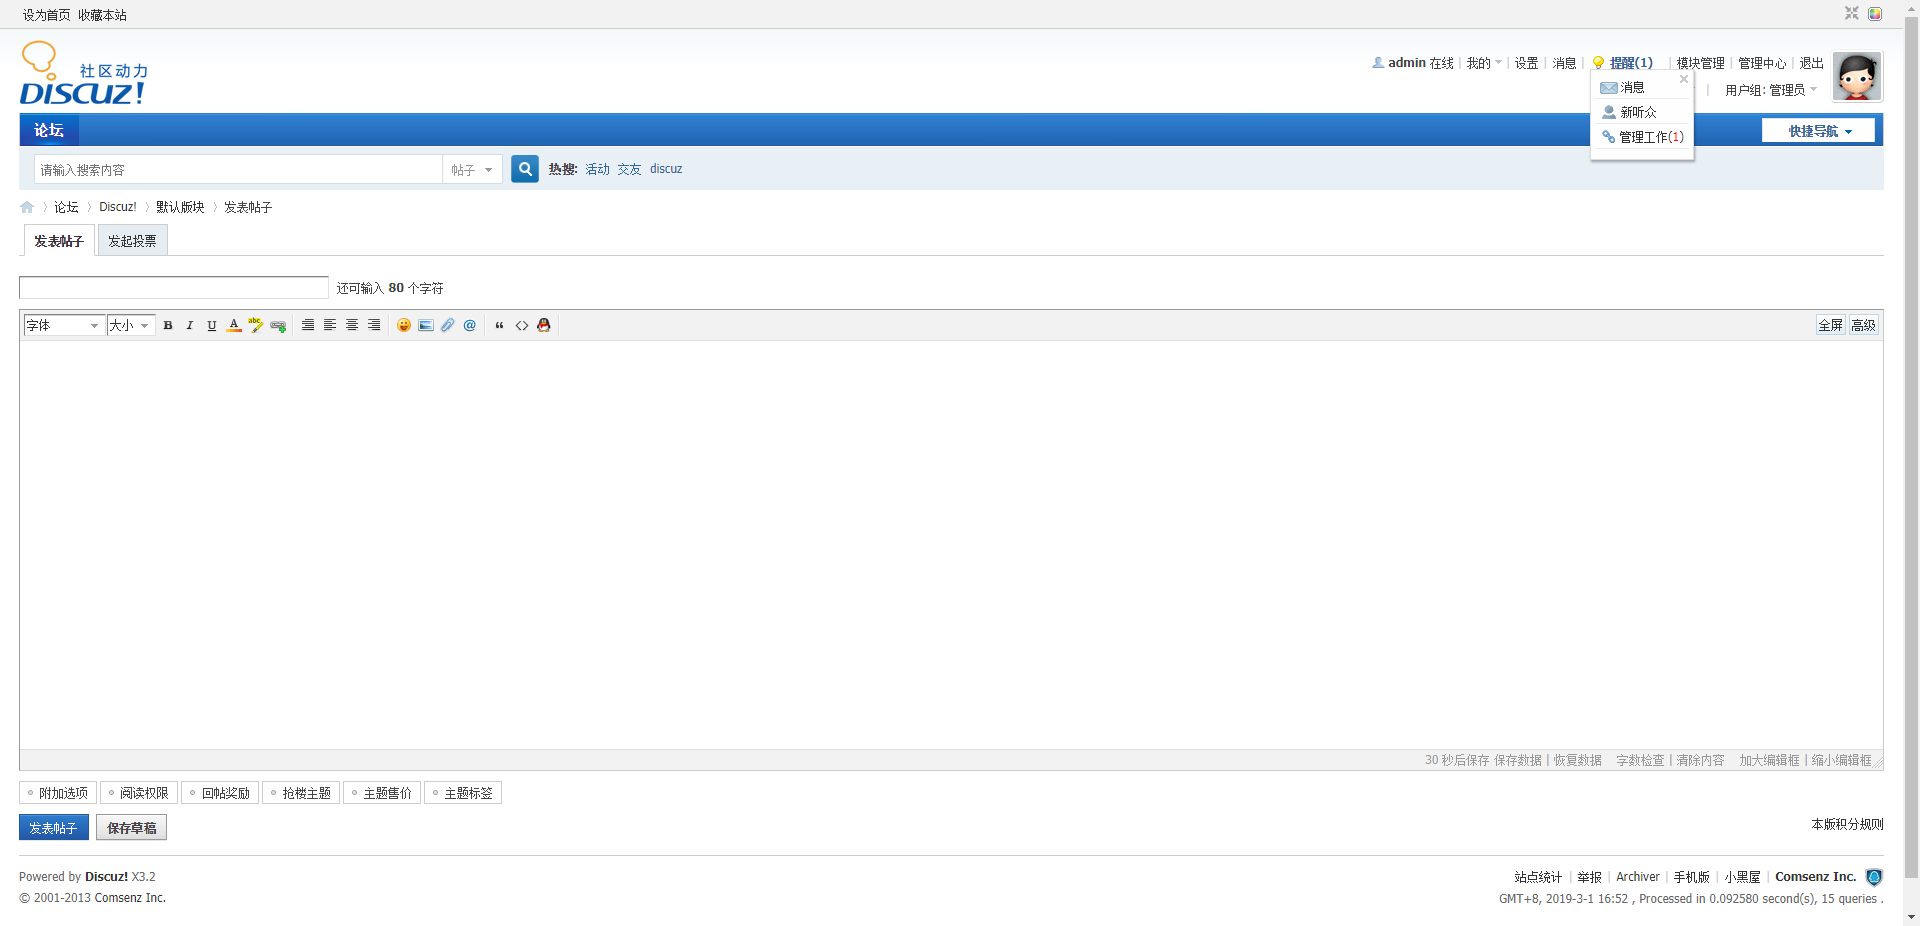 设为首页 收藏本站
社区动力
DISCUZ!
admin 在线 | 我的 | 设置 | 消息 | 提醒(1) | 模块管理 | 管理中心 | 退出
| 用户组: 管理员
消息
新听众
管理工作(1)
论坛
快捷导航
请输入搜索内容 帖子 热搜: 活动 交友 discuz
论坛 Discuz! 默认版块 发表帖子
发表帖子 发起投票
还可输入 80 个字符
字体 大小 B I U A abc @ “ <> 全屏 高级
30 秒后保存 保存数据 | 恢复数据 字数检查 | 清除内容 加大编辑框 | 缩小编辑框
附加选项 阅读权限 回帖奖励 抢楼主题 主题售价 主题标签
发表帖子 保存草稿 本版积分规则
Powered by Discuz! X3.2
© 2001-2013 Comsenz Inc.
站点统计 | 举报 | Archiver | 手机版 | 小黑屋 | Comsenz Inc.
GMT+8, 2019-3-1 16:52 , Processed in 0.092580 second(s), 15 queries .